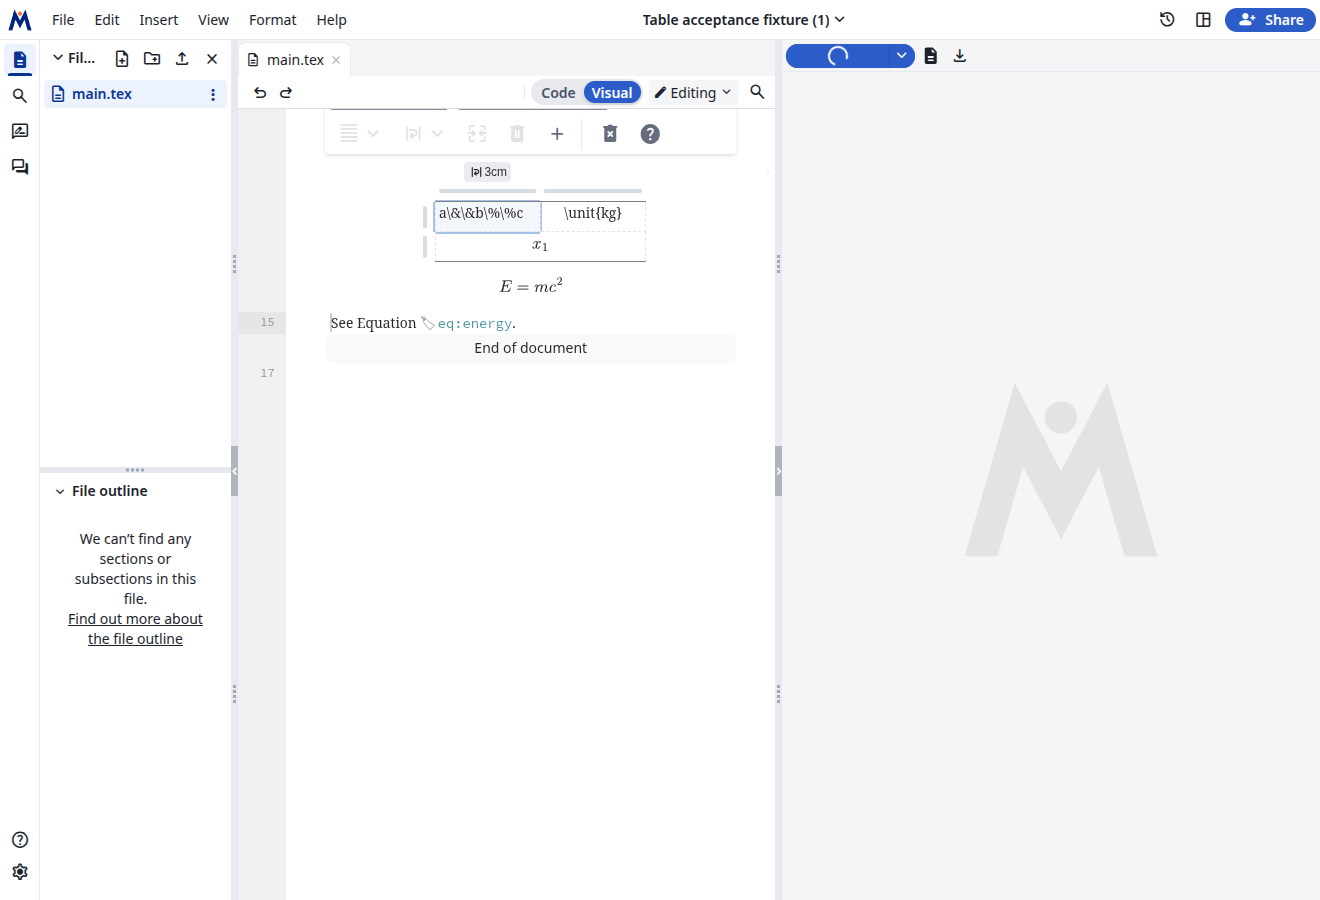 File Edit Insert View Format Help
Table acceptance fixture (1)
Share
Fil...
main.tex
main.tex
Code Visual
Editing
3cm
a\&\&b\%\%c \unit{kg}
x₁
E = mc²
15 See Equation eq:energy.
End of document
17
File outline
We can’t find any
sections or
subsections in this
file.
Find out more about
the file outline